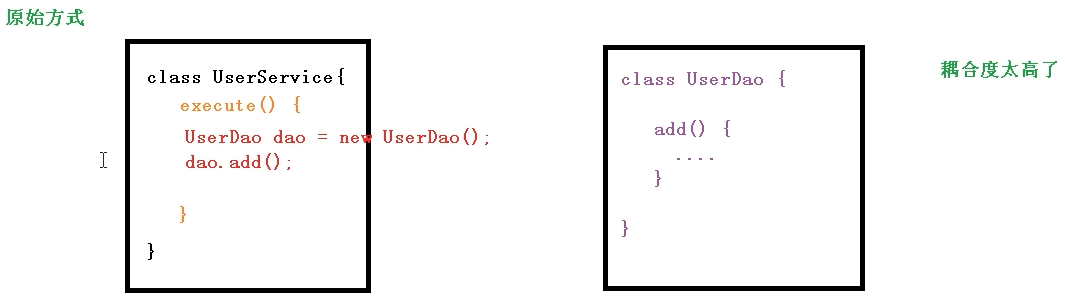 原始方式
class UserService{
execute() {
UserDao dao = new UserDao();
dao.add();
}
}
class UserDao {
add() {
....
}
}
耦合度太高了